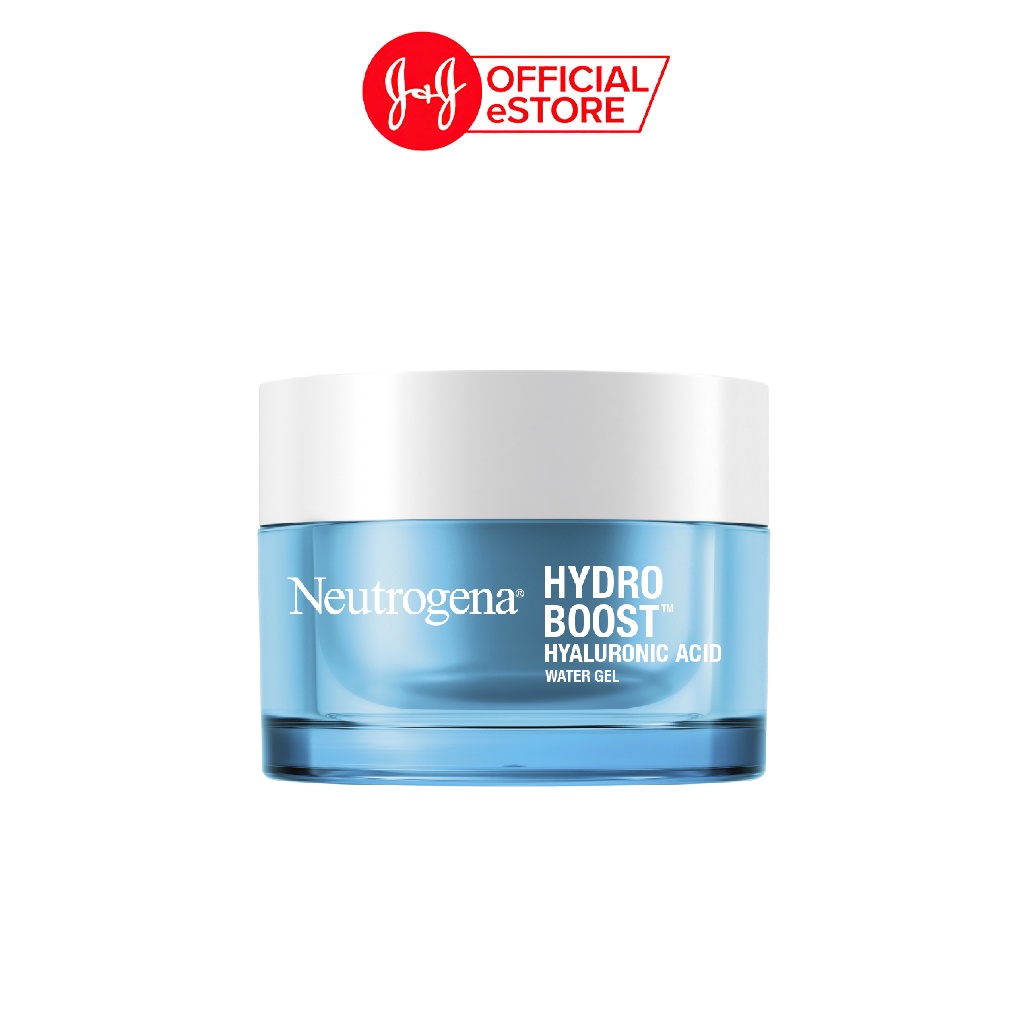 J&J
OFFICIAL
eSTORE
Neutrogena®
HYDRO
BOOST™
HYALURONIC ACID
WATER GEL